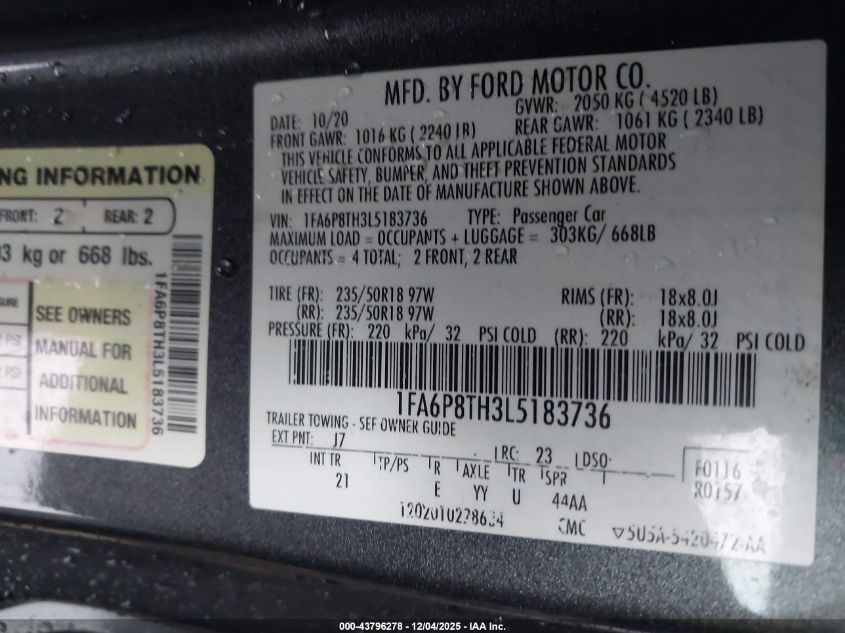 NG INFORMATION
FRONT: 2 REAR: 2
3 kg or 668 lbs.
SEE OWNERS
MANUAL FOR
ADDITIONAL
INFORMATION
PSI
PSI
1FA6P8TH3L5183736
MFD. BY FORD MOTOR CO.
DATE: 10/20 GVWR: 2050 KG ( 4520 LB)
FRONT GAWR: 1016 KG ( 2240 LB) REAR GAWR: 1061 KG ( 2340 LB)
THIS VEHICLE CONFORMS TO ALL APPLICABLE FEDERAL MOTOR
VEHICLE SAFETY, BUMPER, AND THEFT PREVENTION STANDARDS
IN EFFECT ON THE DATE OF MANUFACTURE SHOWN ABOVE.
VIN: 1FA6P8TH3L5183736 TYPE: Passenger Car
MAXIMUM LOAD = OCCUPANTS + LUGGAGE = 303KG/ 668LB
OCCUPANTS = 4 TOTAL; 2 FRONT, 2 REAR
TIRE (FR): 235/50R18 97W RIMS (FR): 18x8.0J
(RR): 235/50R18 97W (RR): 18x8.0J
PRESSURE (FR): 220 kPa/ 32 PSI COLD (RR): 220 kPa/ 32 PSI COLD
1FA6P8TH3L5183736
TRAILER TOWING - SEE OWNER GUIDE
EXT PNT: J7 RC: 23 DSO:
INT TR TP/PS R AXLE TR SPR
21 E YY U 44AA
F0116
R0157
CMC
000-43796278 - 12/04/2025 - IAA Inc.